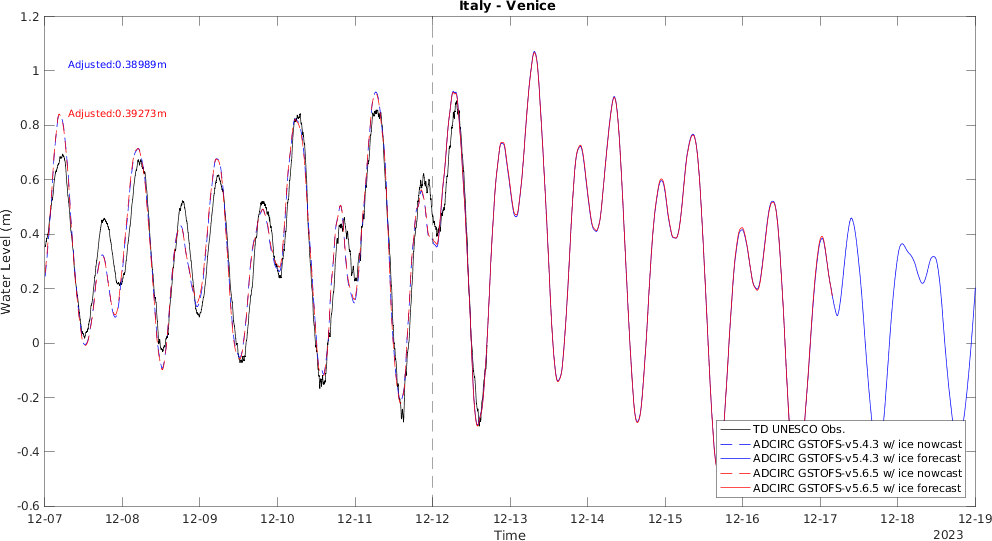 Italy - Venice
Adjusted:0.38989m
Adjusted:0.39273m
Water Level (m)
1.2
1
0.8
0.6
0.4
0.2
0
-0.2
-0.4
-0.6
TD UNESCO Obs.
ADCIRC GSTOFS-v5.4.3 w/ ice nowcast
ADCIRC GSTOFS-v5.4.3 w/ ice forecast
ADCIRC GSTOFS-v5.6.5 w/ ice nowcast
ADCIRC GSTOFS-v5.6.5 w/ ice forecast
12-07 12-08 12-09 12-10 12-11 12-12 12-13 12-14 12-15 12-16 12-17 12-18 12-19
Time
2023